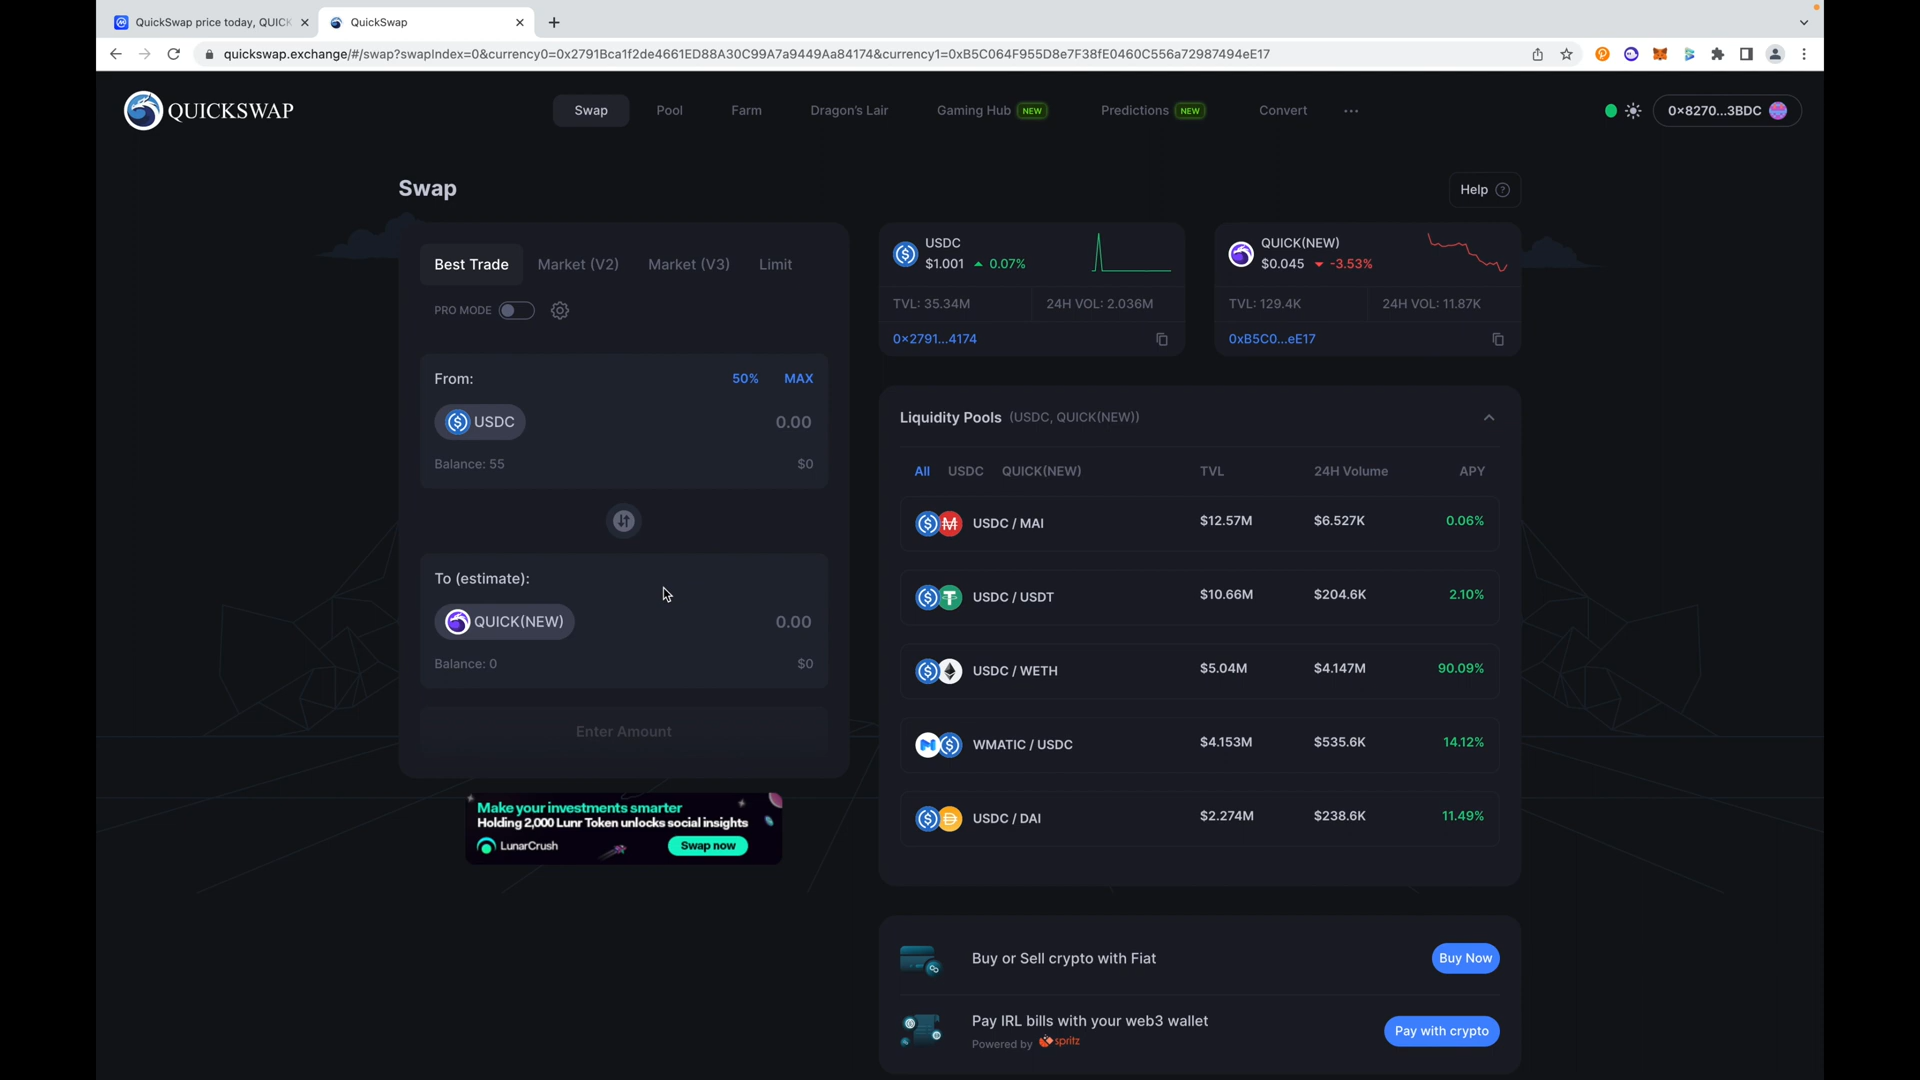 QuickSwap price today, QUICK
QuickSwap
quickswap.exchange/#/swap?swapIndex=0&currency0=0x2791Bca1f2de4661ED88A30C99A7a9449Aa84174&currency1=0xB5C064F955D8e7F38fE0460C556a72987494eE17
QUICKSWAP
Swap
Pool
Farm
Dragon's Lair
Gaming Hub NEW
Predictions NEW
Convert
0×8270...3BDC
Swap
Help
Best Trade
Market (V2)
Market (V3)
Limit
PRO MODE
From:
50%
MAX
USDC
0.00
Balance: 55
$0
To (estimate):
QUICK(NEW)
0.00
Balance: 0
$0
Enter Amount
Make your investments smarter
Holding 2,000 Lunr Token unlocks social insights
LunarCrush
Swap now
USDC
$1.001 0.07%
TVL: 35.34M
24H VOL: 2.036M
0×2791...4174
QUICK(NEW)
$0.045 -3.53%
TVL: 129.4K
24H VOL: 11.87K
0xB5C0...eE17
Liquidity Pools (USDC, QUICK(NEW))
All USDC QUICK(NEW) TVL 24H Volume APY
USDC / MAI $12.57M $6.527K 0.06%
USDC / USDT $10.66M $204.6K 2.10%
USDC / WETH $5.04M $4.147M 90.09%
WMATIC / USDC $4.153M $535.6K 14.12%
USDC / DAI $2.274M $238.6K 11.49%
Buy or Sell crypto with Fiat
Buy Now
Pay IRL bills with your web3 wallet
Powered by spritz
Pay with crypto